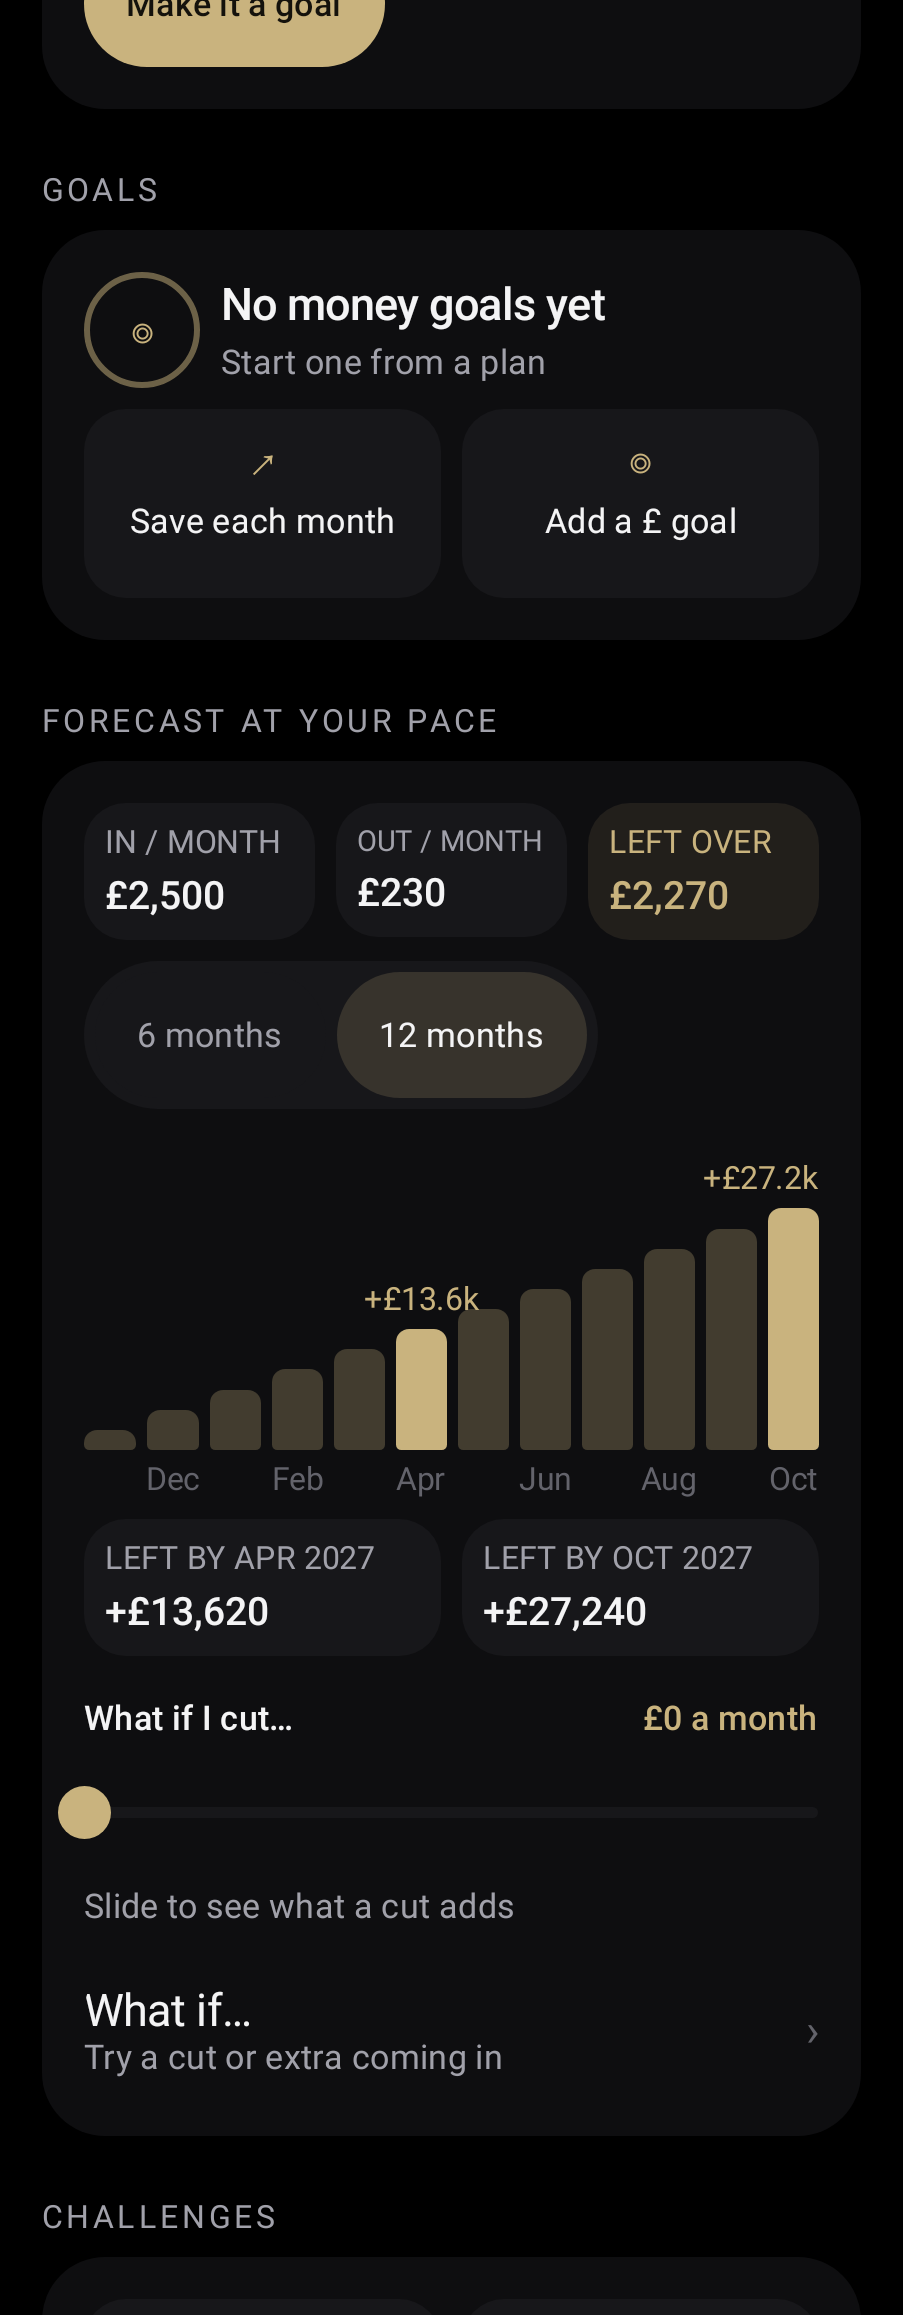 Make it a goal
GOALS
No money goals yet
Start one from a plan
Save each month
Add a £ goal
FORECAST AT YOUR PACE
IN / MONTH
£2,500
OUT / MONTH
£230
LEFT OVER
£2,270
6 months
12 months
+£27.2k
+£13.6k
Dec Feb Apr Jun Aug Oct
LEFT BY APR 2027
+£13,620
LEFT BY OCT 2027
+£27,240
What if I cut…
£0 a month
Slide to see what a cut adds
What if…
Try a cut or extra coming in
CHALLENGES